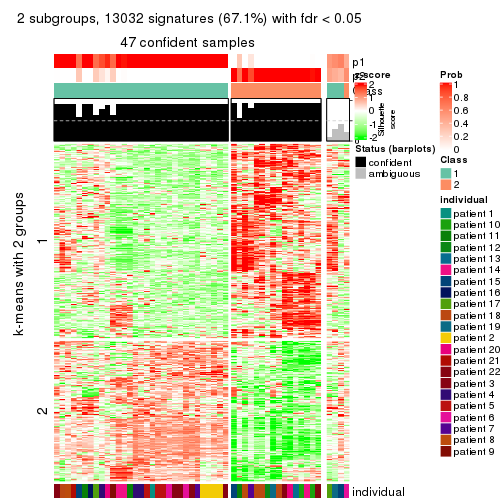 2 subgroups, 13032 signatures (67.1%) with fdr < 0.05
47 confident samples
p1
p2
Class
z-score
2
1
0
-1
-2
Silhouette
score
Status (barplots)
confident
ambiguous
Prob
1
0.8
0.6
0.4
0.2
0
Class
1
2
individual
patient 1
patient 10
patient 11
patient 12
patient 13
patient 14
patient 15
patient 16
patient 17
patient 18
patient 19
patient 2
patient 20
patient 21
patient 22
patient 3
patient 4
patient 5
patient 6
patient 7
patient 8
patient 9
k-means with 2 groups
1
2
individual